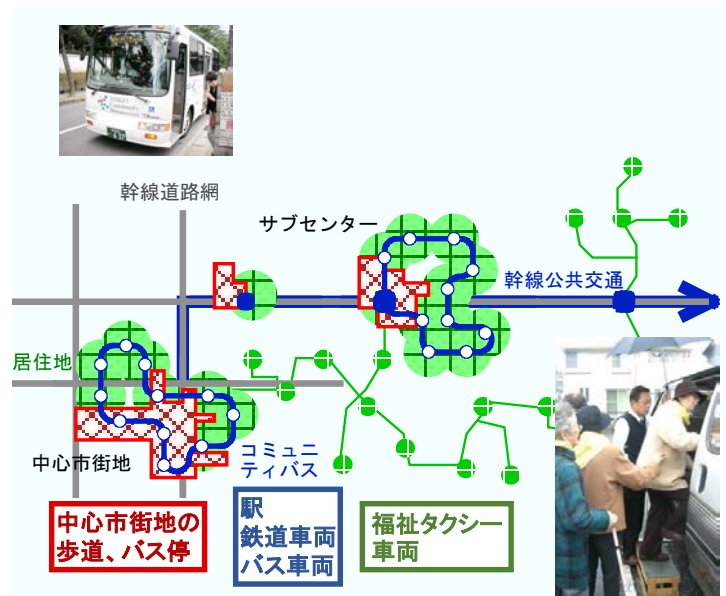 幹線道路網
サブセンター
幹線公共交通
居住地
コミュニ
ティバス
中心市街地
中心市街地の
歩道、バス停
駅
鉄道車両
バス車両
福祉タクシー
車両